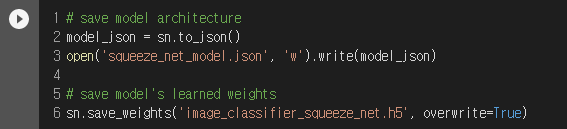 1 # save model architecture
2 model_json = sn.to_json()
3 open('squeeze_net_model.json', 'w').write(model_json)
4
5 # save model's learned weights
6 sn.save_weights('image_classifier_squeeze_net.h5', overwrite=True)